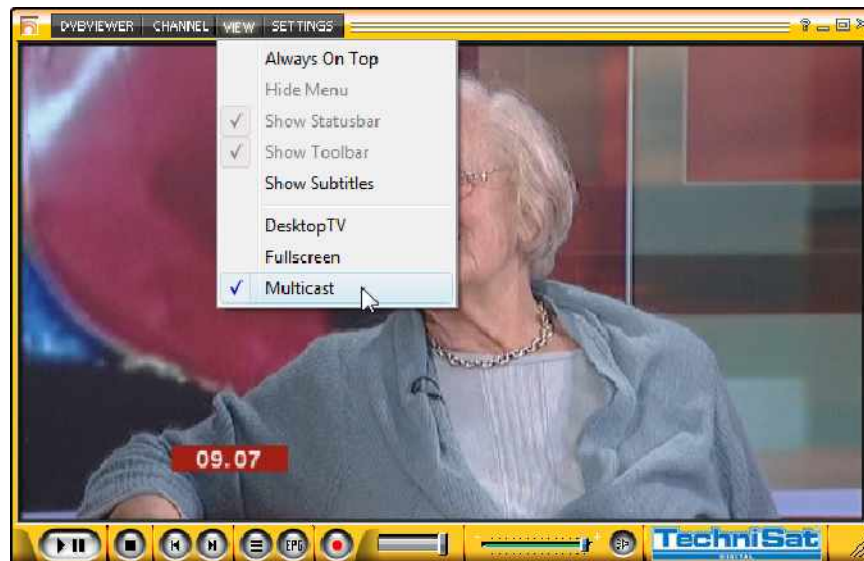 DVBVIEWER CHANNEL VIEW SETTINGS
Always On Top
Hide Menu
Show Statusbar
Show Toolbar
Show Subtitles
DesktopTV
Fullscreen
Multicast
09.07
EPG
TechniSat
DIGITAL